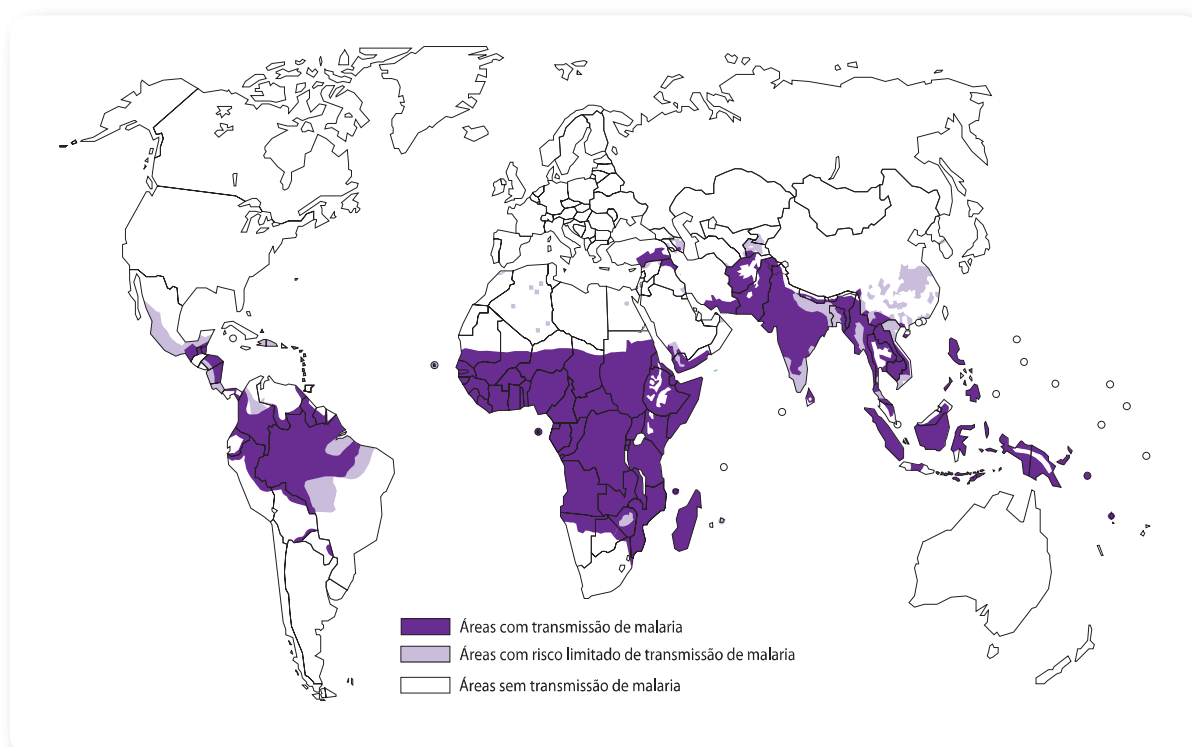 Áreas com transmissão de malaria
Áreas com risco limitado de transmissão de malaria
Áreas sem transmissão de malaria